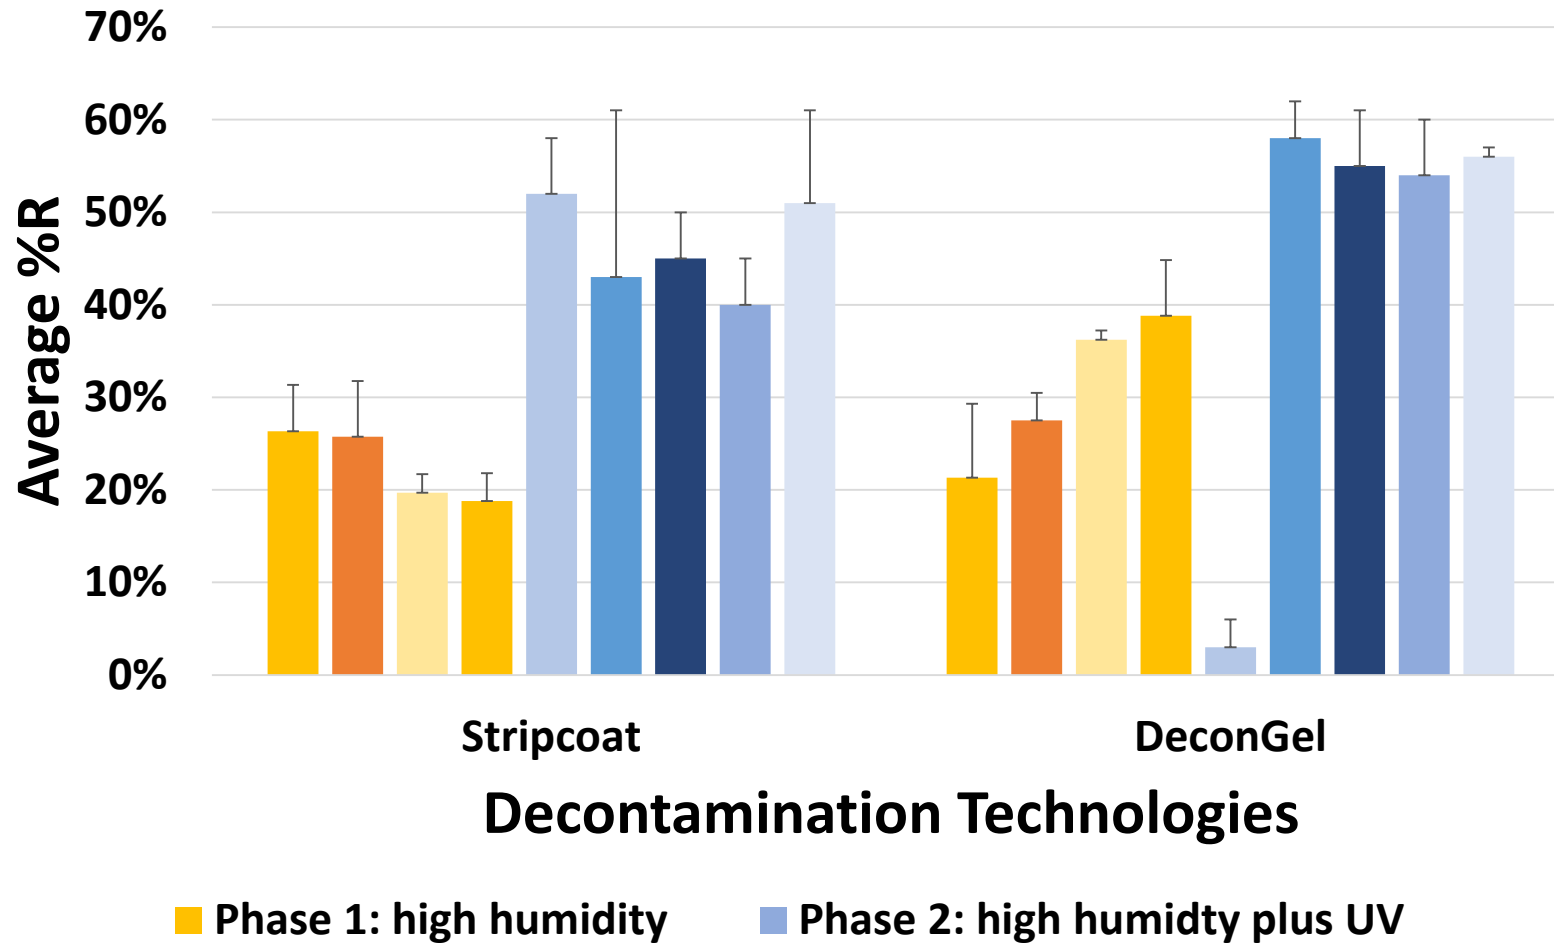 70%
60%
50%
40%
30%
20%
10%
0%
Average %R
Stripcoat
DeconGel
Decontamination Technologies
Phase 1: high humidity
Phase 2: high humidty plus UV